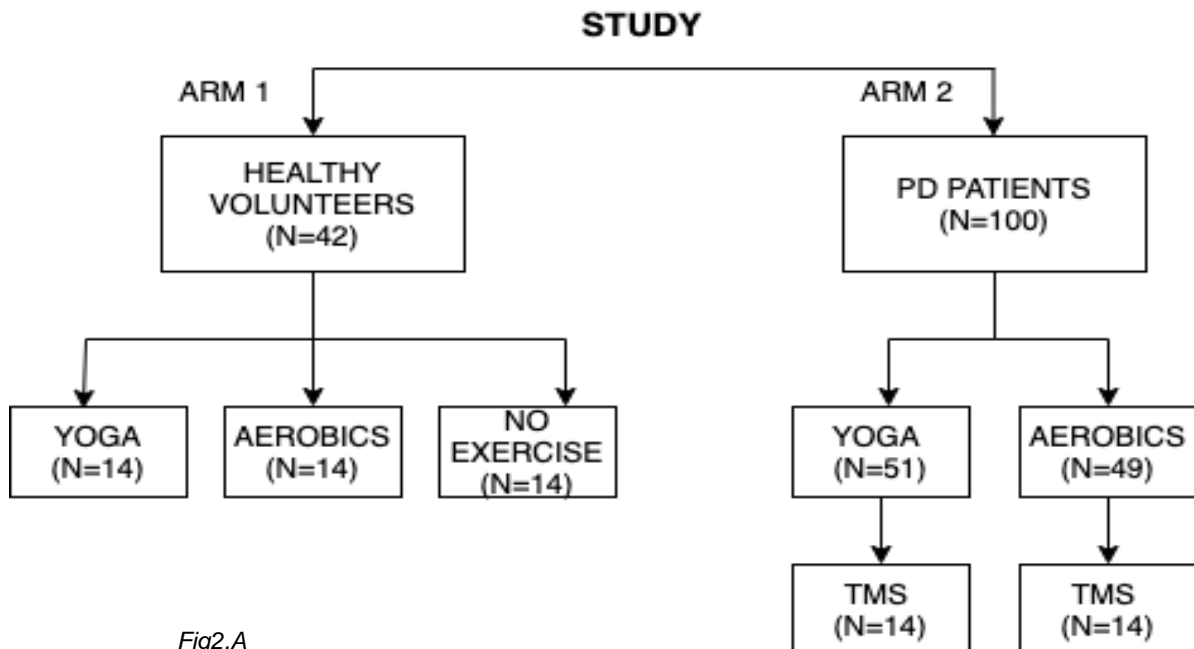 STUDY
ARM 1
ARM 2
HEALTHY
VOLUNTEERS
(N=42)
PD PATIENTS
(N=100)
YOGA
(N=14)
AEROBICS
(N=14)
NO
EXERCISE
(N=14)
YOGA
(N=51)
AEROBICS
(N=49)
TMS
(N=14)
TMS
(N=14)
Fig2.A